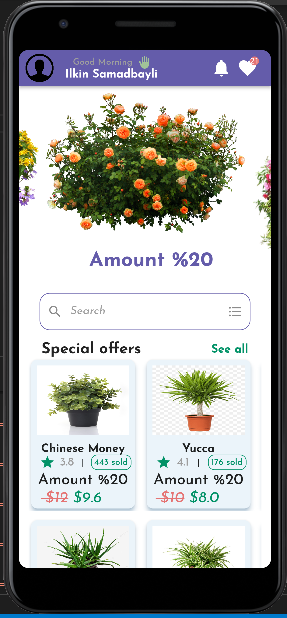 Good Morning 👋
Ilkin Samadbayli
21
Amount %20
Search
Special offers See all
Chinese Money
3.8 | 443 sold
Amount %20
$12 $9.6
Yucca
4.1 | 176 sold
Amount %20
$10 $8.0